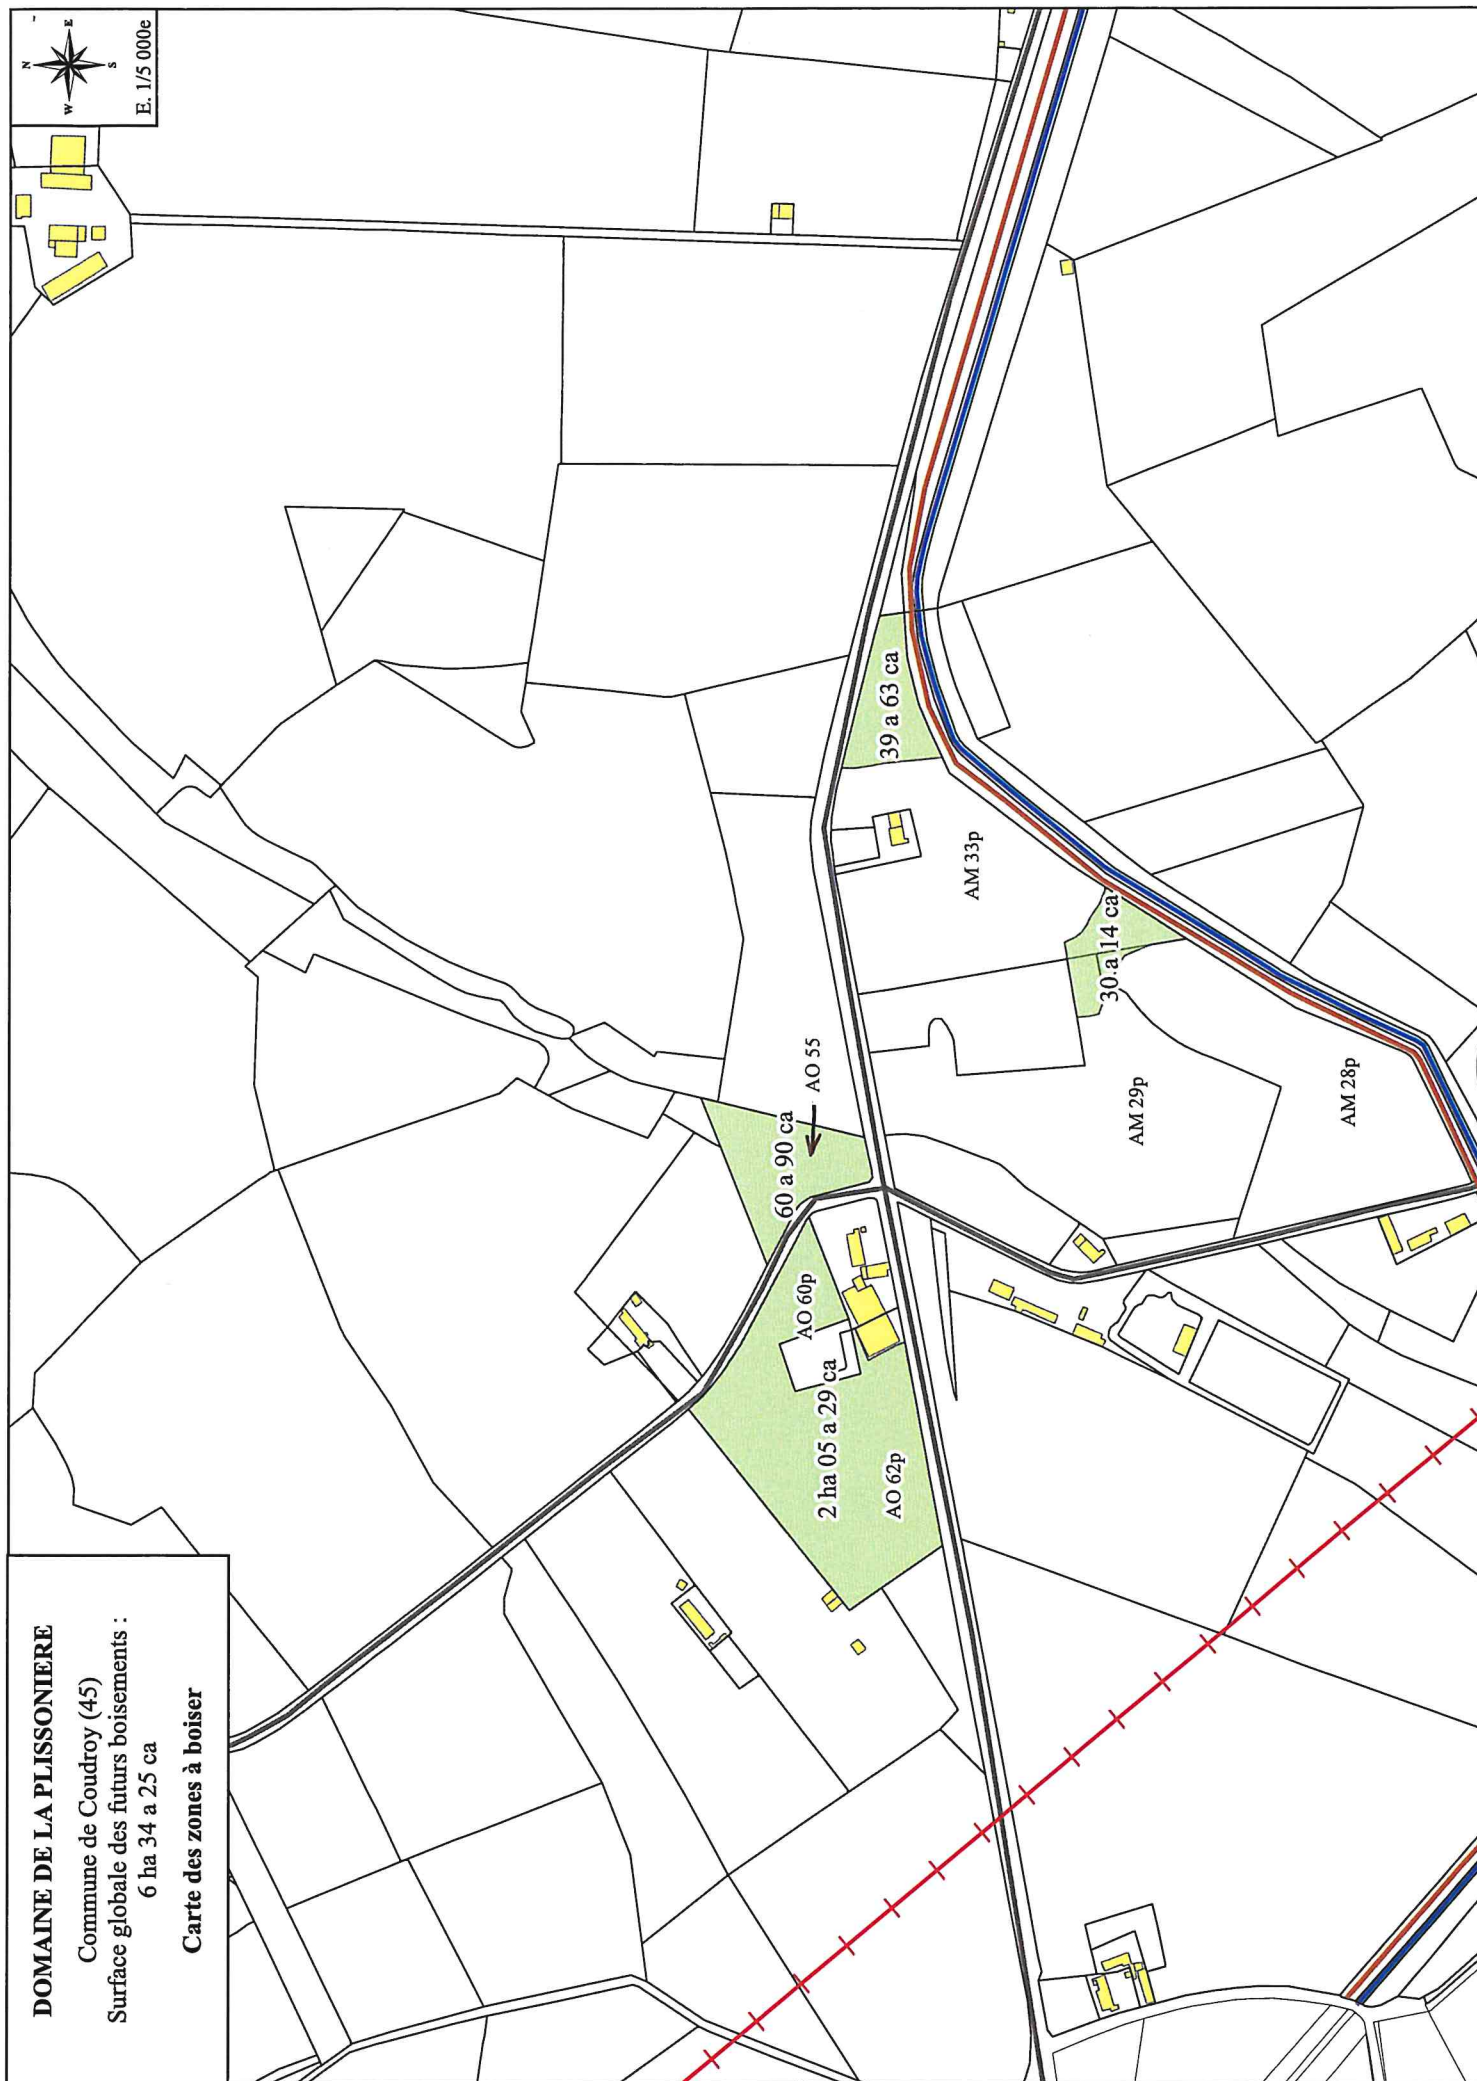 DOMAINE DE LA PLISSONIERE
Commune de Coudroy (45)
Surface globale des futurs boisements :
6 ha 34 a 25 ca
Carte des zones à boiser
N
W
E
S
E. 1/5 000e
60 a 90 ca
AO 55
AO 60p
2 ha 05 a 29 ca
AO 62p
39 a 63 ca
AM 33p
30 a 14 ca
AM 29p
AM 28p